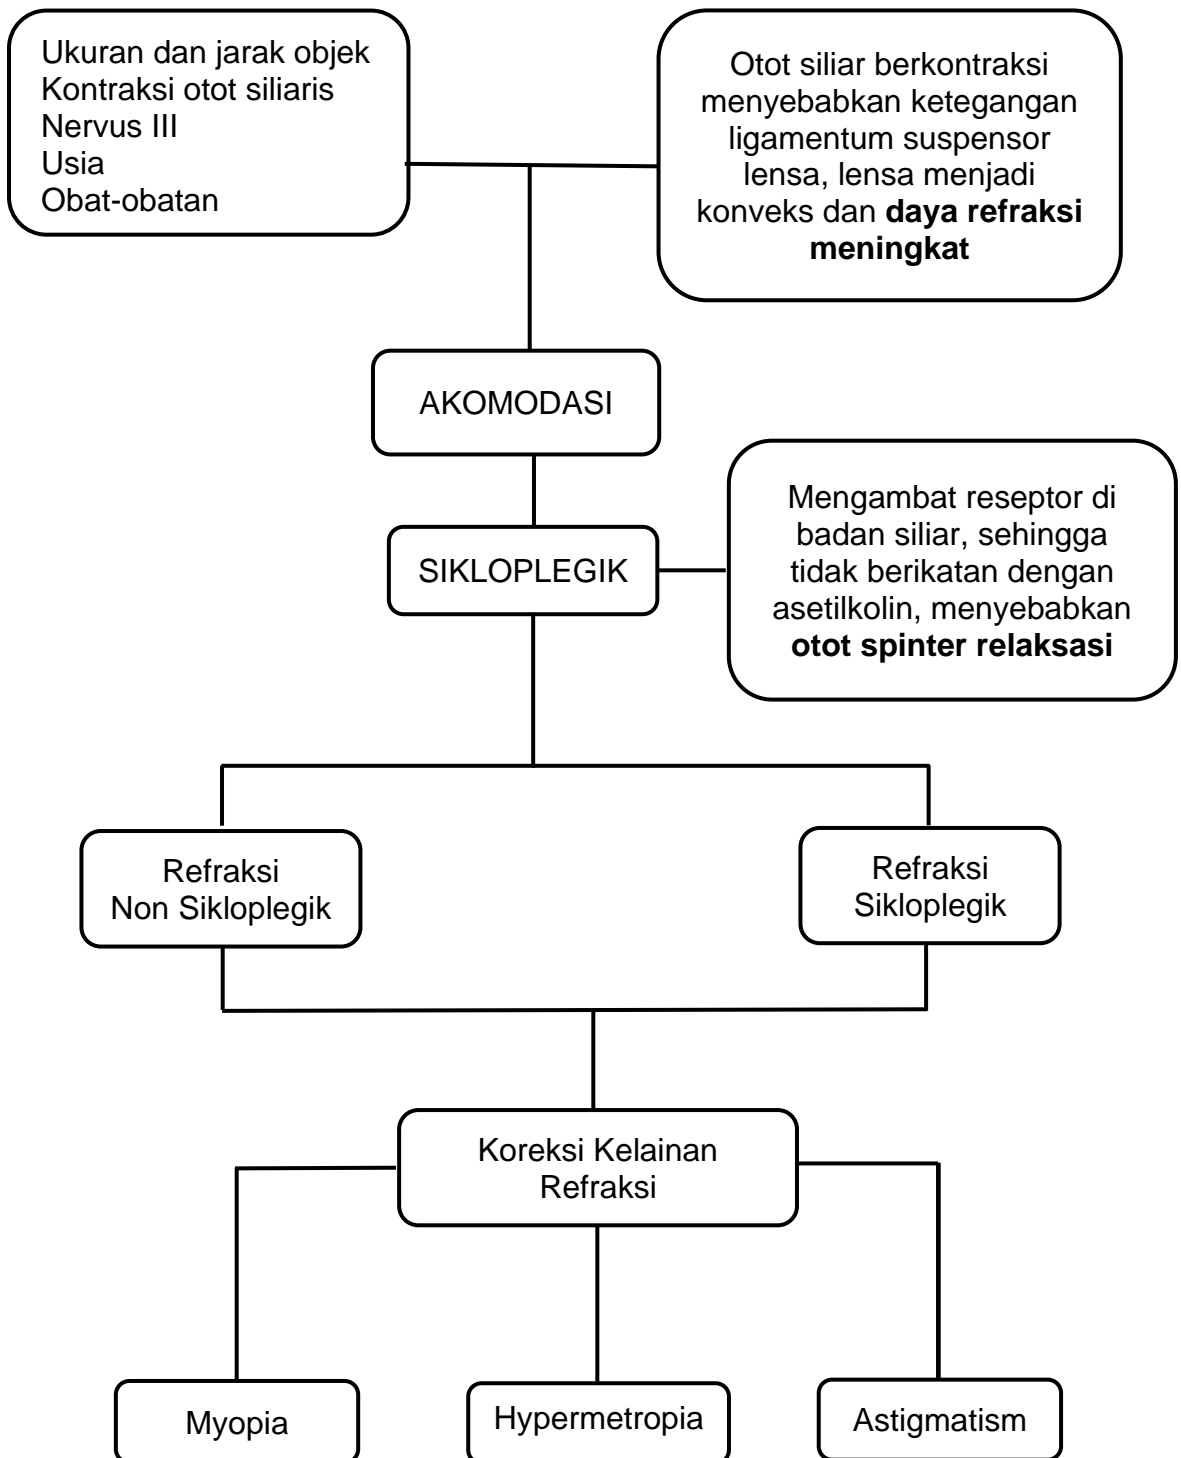 Ukuran dan jarak objek
Kontraksi otot siliaris
Nervus III
Usia
Obat-obatan
Otot siliar berkontraksi
menyebabkan ketegangan
ligamentum suspensor
lensa, lensa menjadi
konveks dan daya refraksi
meningkat
AKOMODASI
SIKLOPLEGIK
Mengambat reseptor di
badan siliar, sehingga
tidak berikatan dengan
asetilkolin, menyebabkan
otot spinter relaksasi
Refraksi
Non Sikloplegik
Refraksi
Sikloplegik
Koreksi Kelainan
Refraksi
Myopia
Hypermetropia
Astigmatism